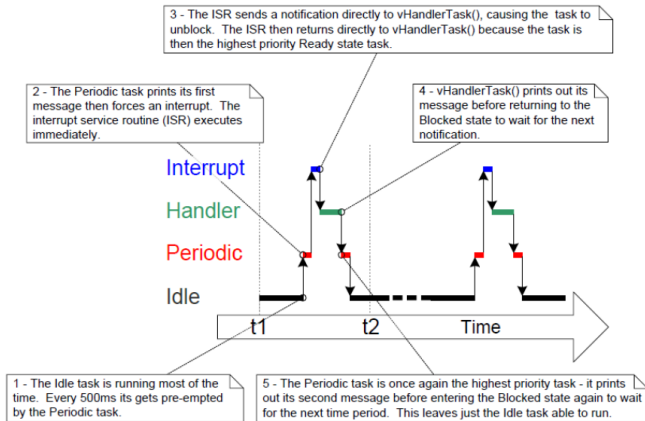 3 - The ISR sends a notification directly to vHandlerTask(), causing the task to
unblock. The ISR then returns directly to vHandlerTask() because the task is
then the highest priority Ready state task.
2 - The Periodic task prints its first
message then forces an interrupt. The
interrupt service routine (ISR) executes
immediately.
4 - vHandlerTask() prints out its
message before returning to the
Blocked state to wait for the next
notification.
Interrupt
Handler
Periodic
Idle
t1
t2
Time
1 - The Idle task is running most of the
time. Every 500ms its gets pre-empted
by the Periodic task.
5 - The Periodic task is once again the highest priority task - it prints
out its second message before entering the Blocked state again to wait
for the next time period. This leaves just the Idle task able to run.